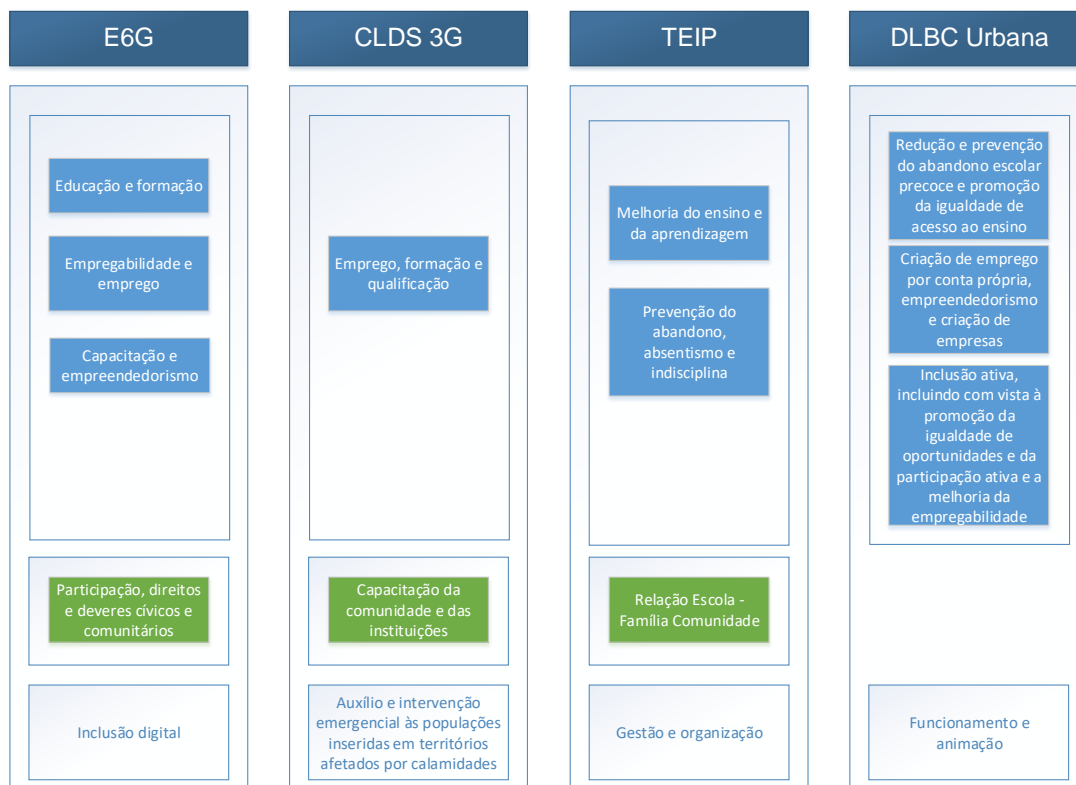 E6G
CLDS 3G
TEIP
DLBC Urbana
Educação e formação
Empregabilidade e
emprego
Capacitação e
empreendedorismo
Participação, direitos
e deveres cívicos e
comunitários
Inclusão digital
Emprego, formação e
qualificação
Capacitação da
comunidade e das
instituições
Auxílio e intervenção
emergencial às populações
inseridas em territórios
afetados por calamidades
Melhoria do ensino e
da aprendizagem
Prevenção do
abandono,
absentismo e
indisciplina
Relação Escola -
Família Comunidade
Gestão e organização
Redução e prevenção
do abandono escolar
precoce e promoção
da igualdade de
acesso ao ensino
Criação de emprego
por conta própria,
empreendedorismo
e criação de
empresas
Inclusão ativa,
incluindo com vista à
promoção da
igualdade de
oportunidades e da
participação ativa e a
melhoria da
empregabilidade
Funcionamento e
animação